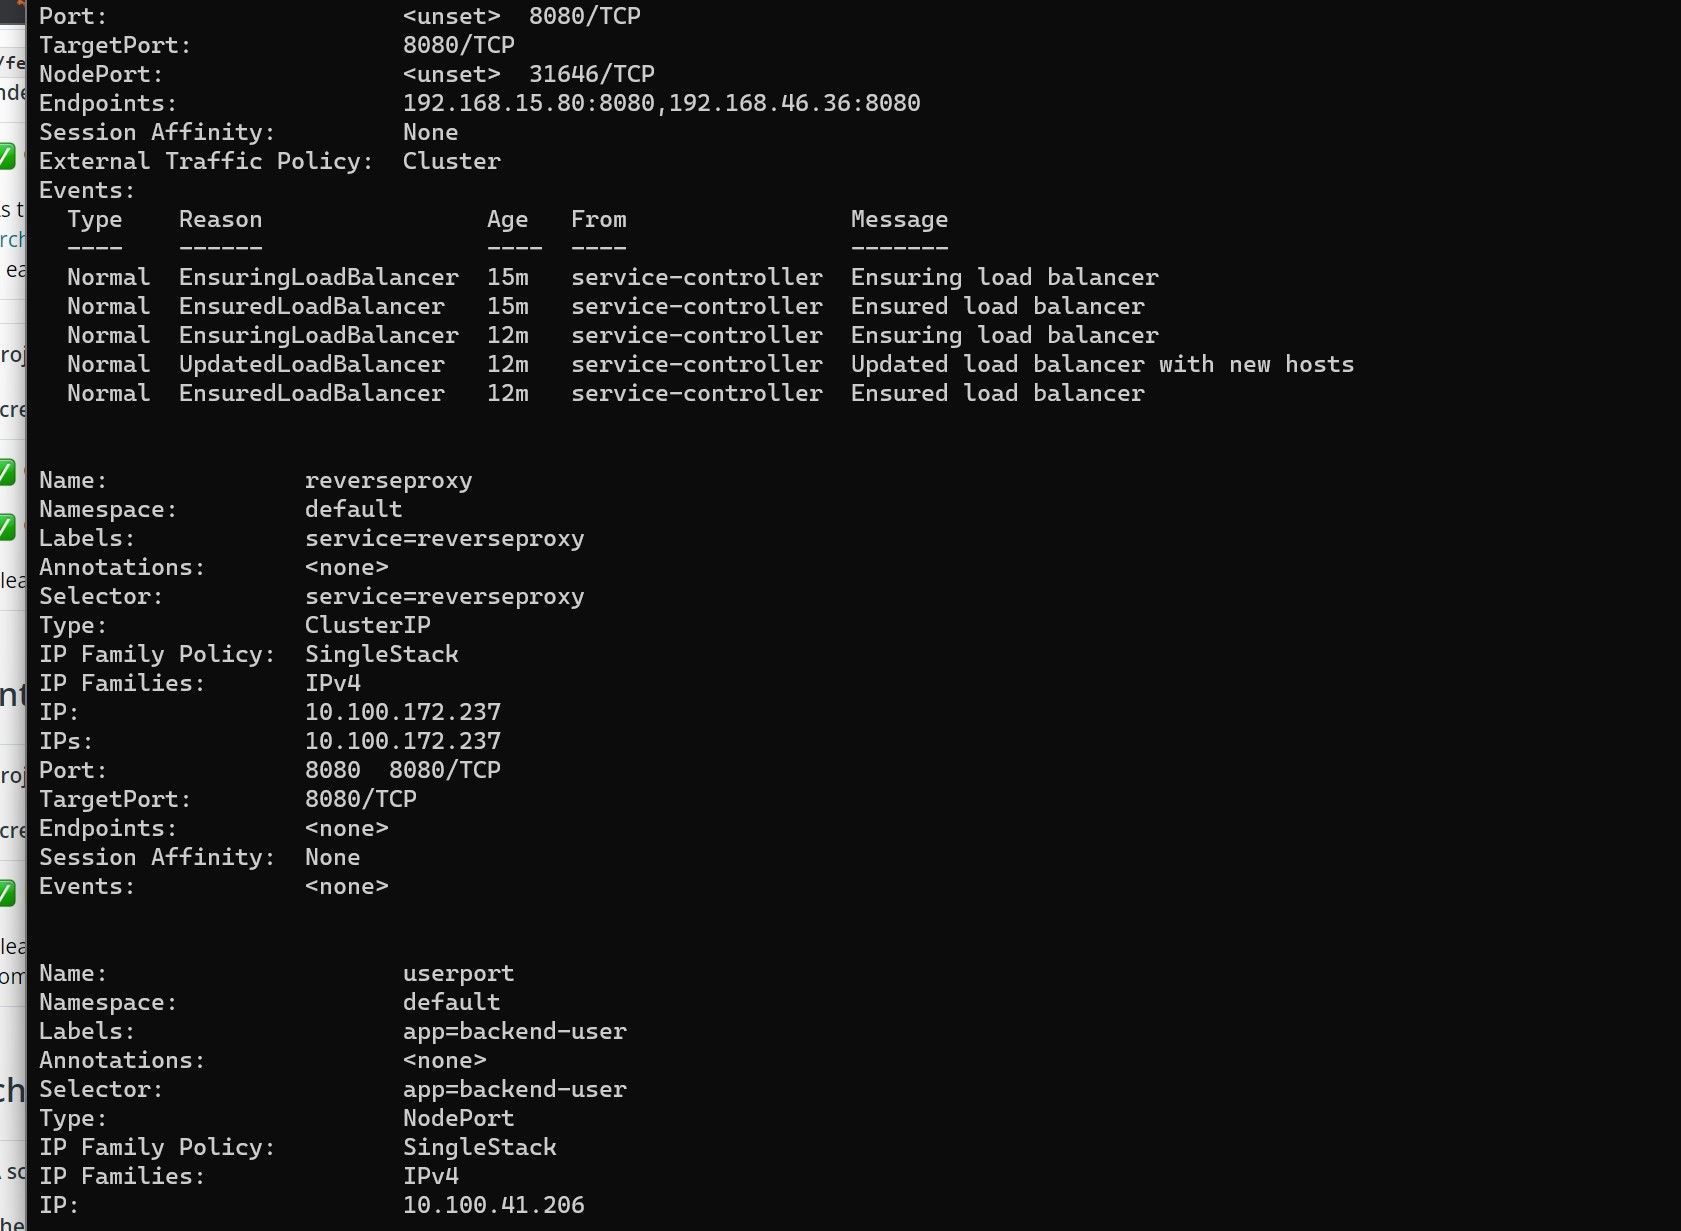 Port:                     <unset>  8080/TCP
TargetPort:               8080/TCP
NodePort:                 <unset>  31646/TCP
Endpoints:                192.168.15.80:8080,192.168.46.36:8080
Session Affinity:         None
External Traffic Policy:  Cluster
Events:
  Type    Reason                Age   From                Message
  ----    ------                ----  ----                -------
  Normal  EnsuringLoadBalancer  15m   service-controller  Ensuring load balancer
  Normal  EnsuredLoadBalancer   15m   service-controller  Ensured load balancer
  Normal  EnsuringLoadBalancer  12m   service-controller  Ensuring load balancer
  Normal  UpdatedLoadBalancer   12m   service-controller  Updated load balancer with new hosts
  Normal  EnsuredLoadBalancer   12m   service-controller  Ensured load balancer
Name:              reverseproxy
Namespace:         default
Labels:            service=reverseproxy
Annotations:       <none>
Selector:          service=reverseproxy
Type:              ClusterIP
IP Family Policy:  SingleStack
IP Families:       IPv4
IP:                10.100.172.237
IPs:               10.100.172.237
Port:              8080  8080/TCP
TargetPort:        8080/TCP
Endpoints:         <none>
Session Affinity:  None
Events:            <none>
Name:                     userport
Namespace:                default
Labels:                   app=backend-user
Annotations:              <none>
Selector:                 app=backend-user
Type:                     NodePort
IP Family Policy:         SingleStack
IP Families:              IPv4
IP:                       10.100.41.206